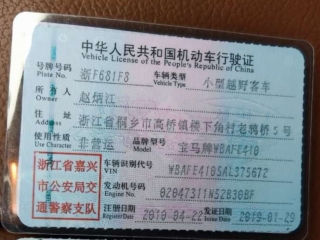 中华人民共和国机动车行驶证
Vehicle License of the People's Republic of China
号牌号码 浙F681F8 车辆类型 小型越野客车
Plate No. Vehicle Type
所有人 赵炳江
Owner
住址 浙江省桐乡市高桥镇楼下角村老鸦桥5号
Address
使用性质 非营运 品牌型号 宝马牌WBAFE410
Use Character Model
浙江省嘉兴 车辆识别代号 WBAFE4105AL375672
VIN
市公安局交 发动机号码 02847311N52B30BF
Engine No.
通警察支队 注册日期 2010-04-22 发证日期 2019-01-29
Register Date Issue Date